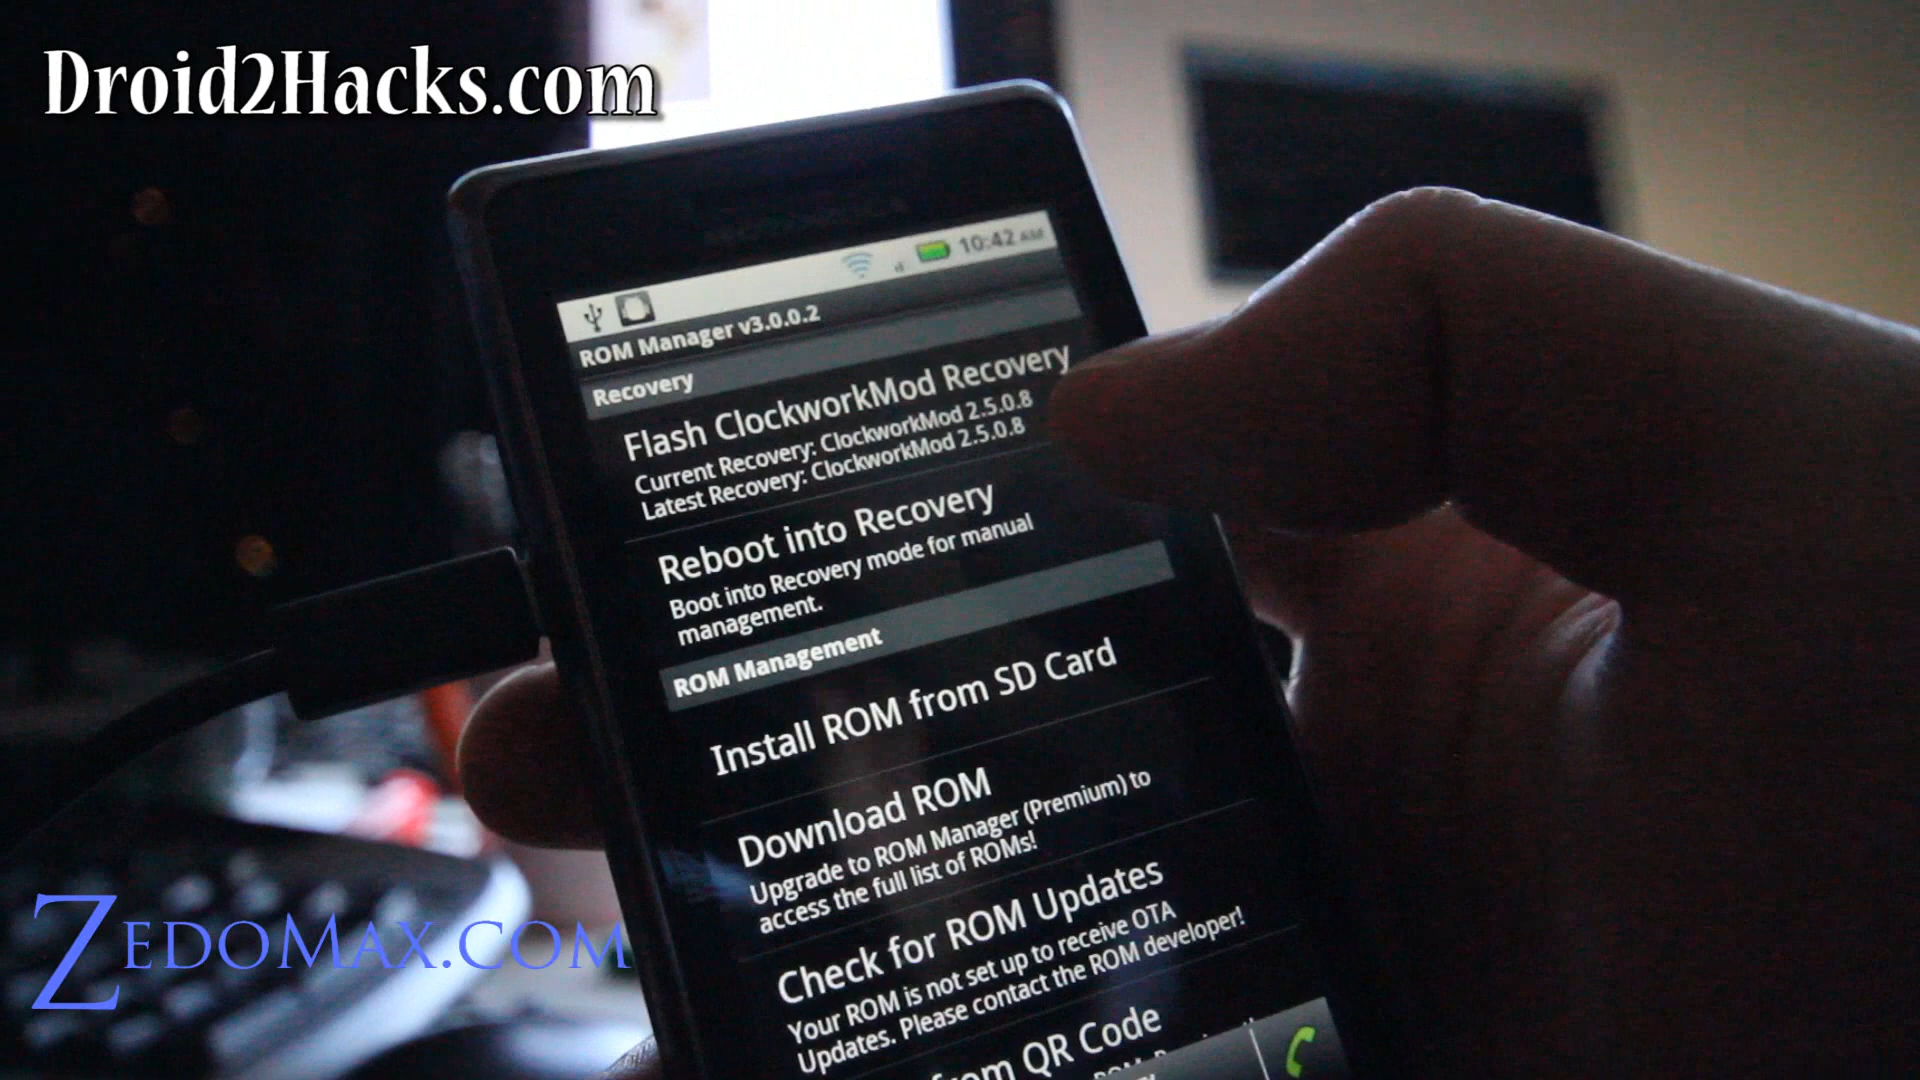 Droid2Hacks.com
10:42 AM
ROM Manager v3.0.0.2
Recovery
Flash ClockworkMod Recovery
Current Recovery: ClockworkMod 2.5.0.8
Latest Recovery: ClockworkMod 2.5.0.8
Reboot into Recovery
Boot into Recovery mode for manual
management.
ROM Management
Install ROM from SD Card
Download ROM
Upgrade to ROM Manager (Premium) to
access the full list of ROMs!
Check for ROM Updates
Your ROM is not set up to receive OTA
Updates. Please contact the ROM developer!
QR Code
ZEDOMAX.COM